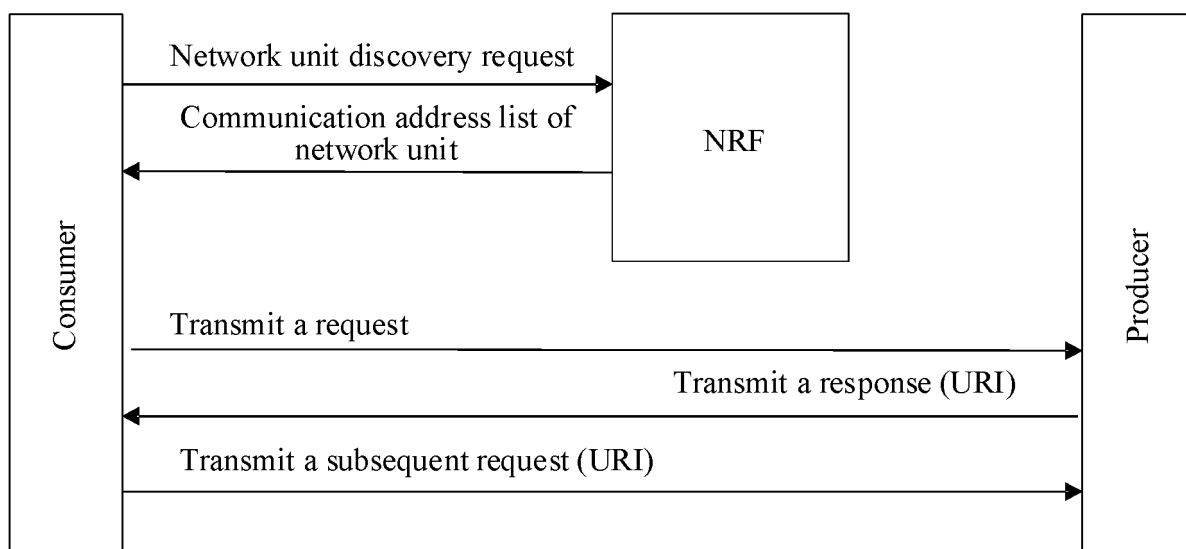 Network unit discovery request
Communication address list of
network unit
NRF
Consumer
Producer
Transmit a request
Transmit a response (URI)
Transmit a subsequent request (URI)